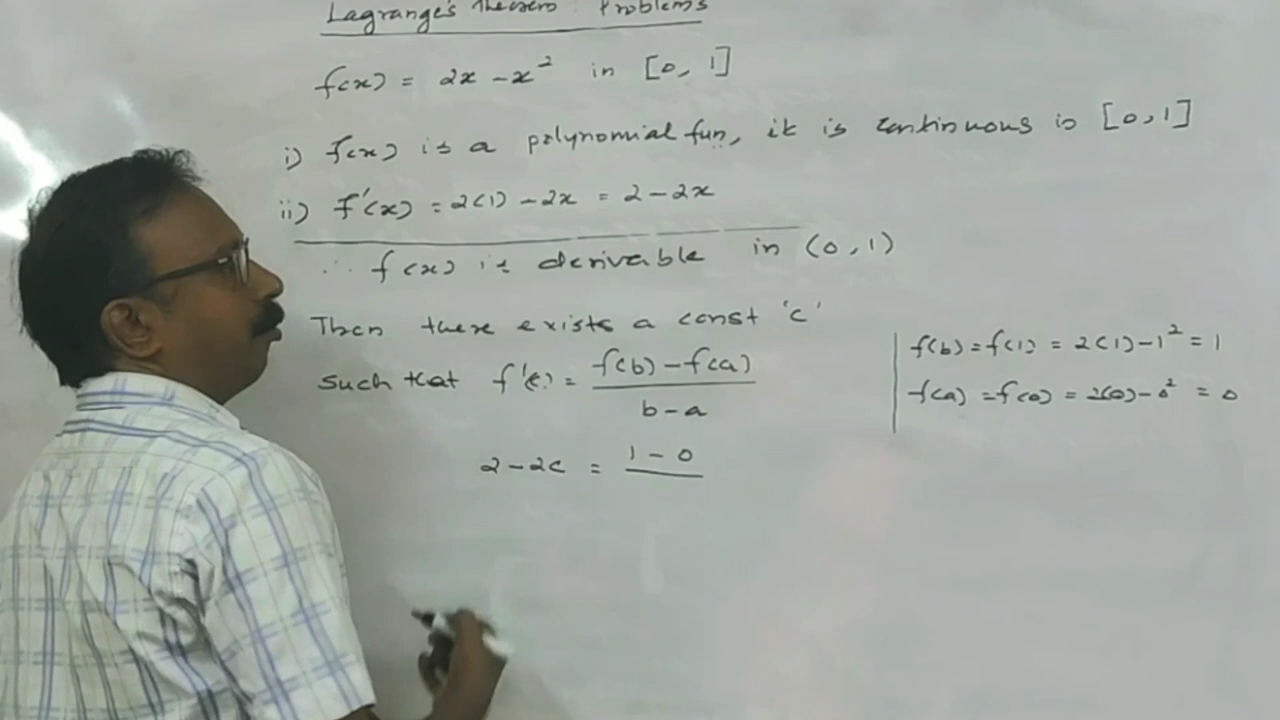 Lagrange's Theorem : Problems
f(x) = 2x - x² in [0, 1]
i) f(x) is a polynomial fun, it is continuous is [0, 1]
ii) f'(x) = 2(1) - 2x = 2 - 2x
∴ f(x) is derivable in (0, 1)
Then there exists a const 'c'
such that f'(c) = f(b) - f(a) / b - a
f(b) = f(1) = 2(1) - 1² = 1
f(a) = f(0) = 2(0) - 0² = 0
2 - 2c = 1 - 0